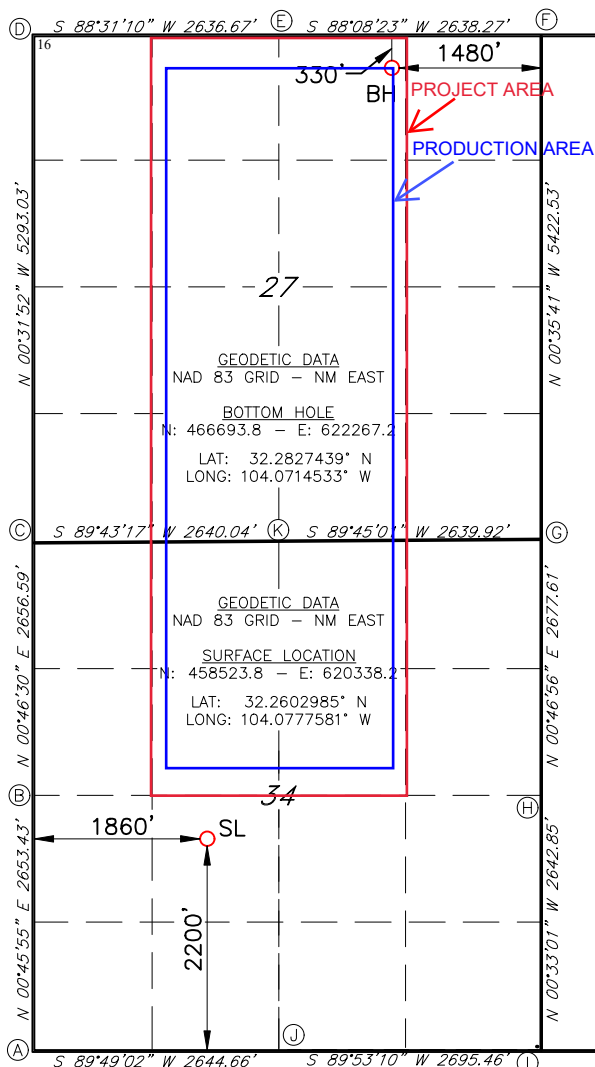 D
S 88°31'10" W 2636.67'
E
S 88°08'23" W 2638.27'
F
16
1480'
330'
BH
PROJECT AREA
PRODUCTION AREA
N 00°31'52" W 5293.03'
N 00°35'41" W 5422.53'
27
GEODETIC DATA
NAD 83 GRID – NM EAST
BOTTOM HOLE
N: 466693.8 – E: 622267.2
LAT: 32.2827439° N
LONG: 104.0714533° W
C
S 89°43'17" W 2640.04'
K
S 89°45'01" W 2639.92'
G
N 00°46'30" E 2656.59'
N 00°46'56" E 2677.61'
GEODETIC DATA
NAD 83 GRID – NM EAST
SURFACE LOCATION
N: 458523.8 – E: 620338.2
LAT: 32.2602985° N
LONG: 104.0777581° W
B
34
H
1860'
SL
2200'
N 00°45'55" E 2653.43'
N 00°33'01" W 2642.85'
A
S 89°49'02" W 2644.66'
J
S 89°53'10" W 2695.46'
I